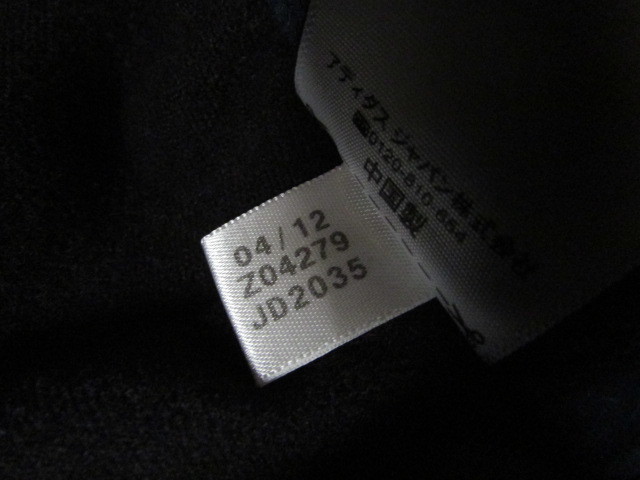 アディダス ジャパン株式会社
☎0120-810-654
中国製
04/12
Z04279
JD2035